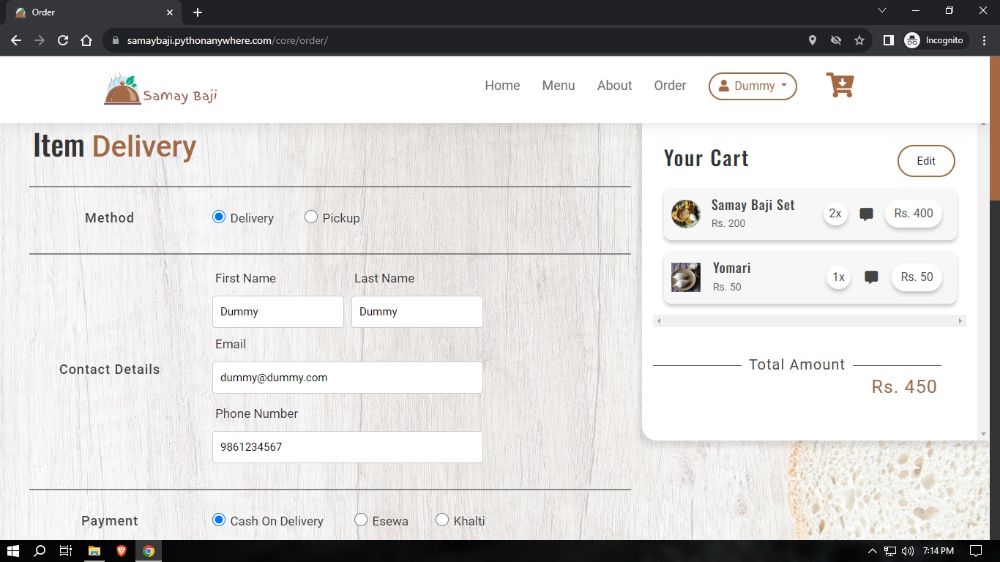 Order
samaybaji.pythonanywhere.com/core/order/
Incognito
Samay Baji
Home Menu About Order Dummy
Item Delivery
Method
Delivery Pickup
First Name Last Name
Dummy Dummy
Email
Contact Details
dummy@dummy.com
Phone Number
9861234567
Payment
Cash On Delivery Esewa Khalti
Your Cart
Edit
Samay Baji Set
Rs. 200
2x
Rs. 400
Yomari
Rs. 50
1x
Rs. 50
Total Amount
Rs. 450
7:14 PM